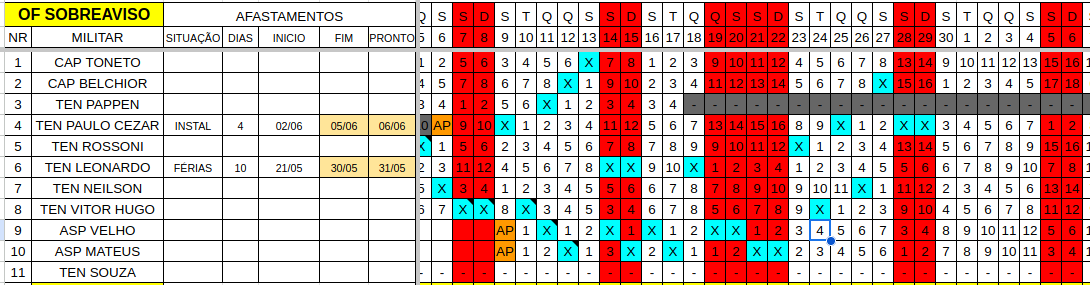 OF SOBREAVISO AFASTAMENTOS Q S S D S T Q Q S S D S T Q Q S S D S T Q Q S S D S T Q Q S S D
NR MILITAR SITUAÇÃO DIAS INICIO FIM PRONTO 5 6 7 8 9 10 11 12 13 14 15 16 17 18 19 20 21 22 23 24 25 26 27 28 29 30 1 2 3 4 5 6
1 CAP TONETO 1 2 5 6 3 4 5 6 X 7 8 1 2 3 9 10 11 12 4 5 6 7 8 13 14 9 10 11 12 13 15 16
2 CAP BELCHIOR 4 5 7 8 5 6 7 X 1 9 10 2 3 4 11 12 13 14 5 6 7 8 X 15 16 1 2 3 4 5 17 18
3 TEN PAPPEN 3 4 1 2 5 6 X 1 2 3 4 3 4 - - - - - - - - - - - - - - - - - - -
4 TEN PAULO CEZAR INSTAL 4 02/06 05/06 06/06 0 AP 9 10 X 1 2 3 4 11 12 5 6 7 13 14 15 16 8 9 X 1 2 X X 3 4 5 6 7 1 2
5 TEN ROSSONI X 1 5 6 2 3 4 5 6 7 8 7 8 9 9 10 11 12 X 1 2 3 4 13 14 5 6 7 8 9 15 16
6 TEN LEONARDO FÉRIAS 10 21/05 30/05 31/05 2 3 11 12 4 5 6 7 8 X X 9 10 X 1 2 3 4 1 2 3 4 5 5 6 6 7 8 9 10 7 8
7 TEN NEILSON 5 X 3 4 1 2 3 4 5 5 6 6 7 8 7 8 9 10 9 10 11 X 1 11 12 2 3 4 5 6 13 14
8 TEN VITOR HUGO 6 7 X X 8 X 3 4 5 3 4 4 5 6 5 6 7 8 7 X 1 2 3 9 10 4 5 6 7 8 11 12
9 ASP VELHO AP 1 X 1 2 X 1 X 1 2 X X 1 2 3 4 5 6 7 3 4 8 9 10 11 12 5 6
10 ASP MATEUS AP 1 2 X 1 3 X 2 X 1 1 2 X X 2 3 4 5 6 1 2 7 8 9 10 11 3 4
11 TEN SOUZA - - - - - - - - - - - - - - - - - - - - - - - - - - - - - - - -